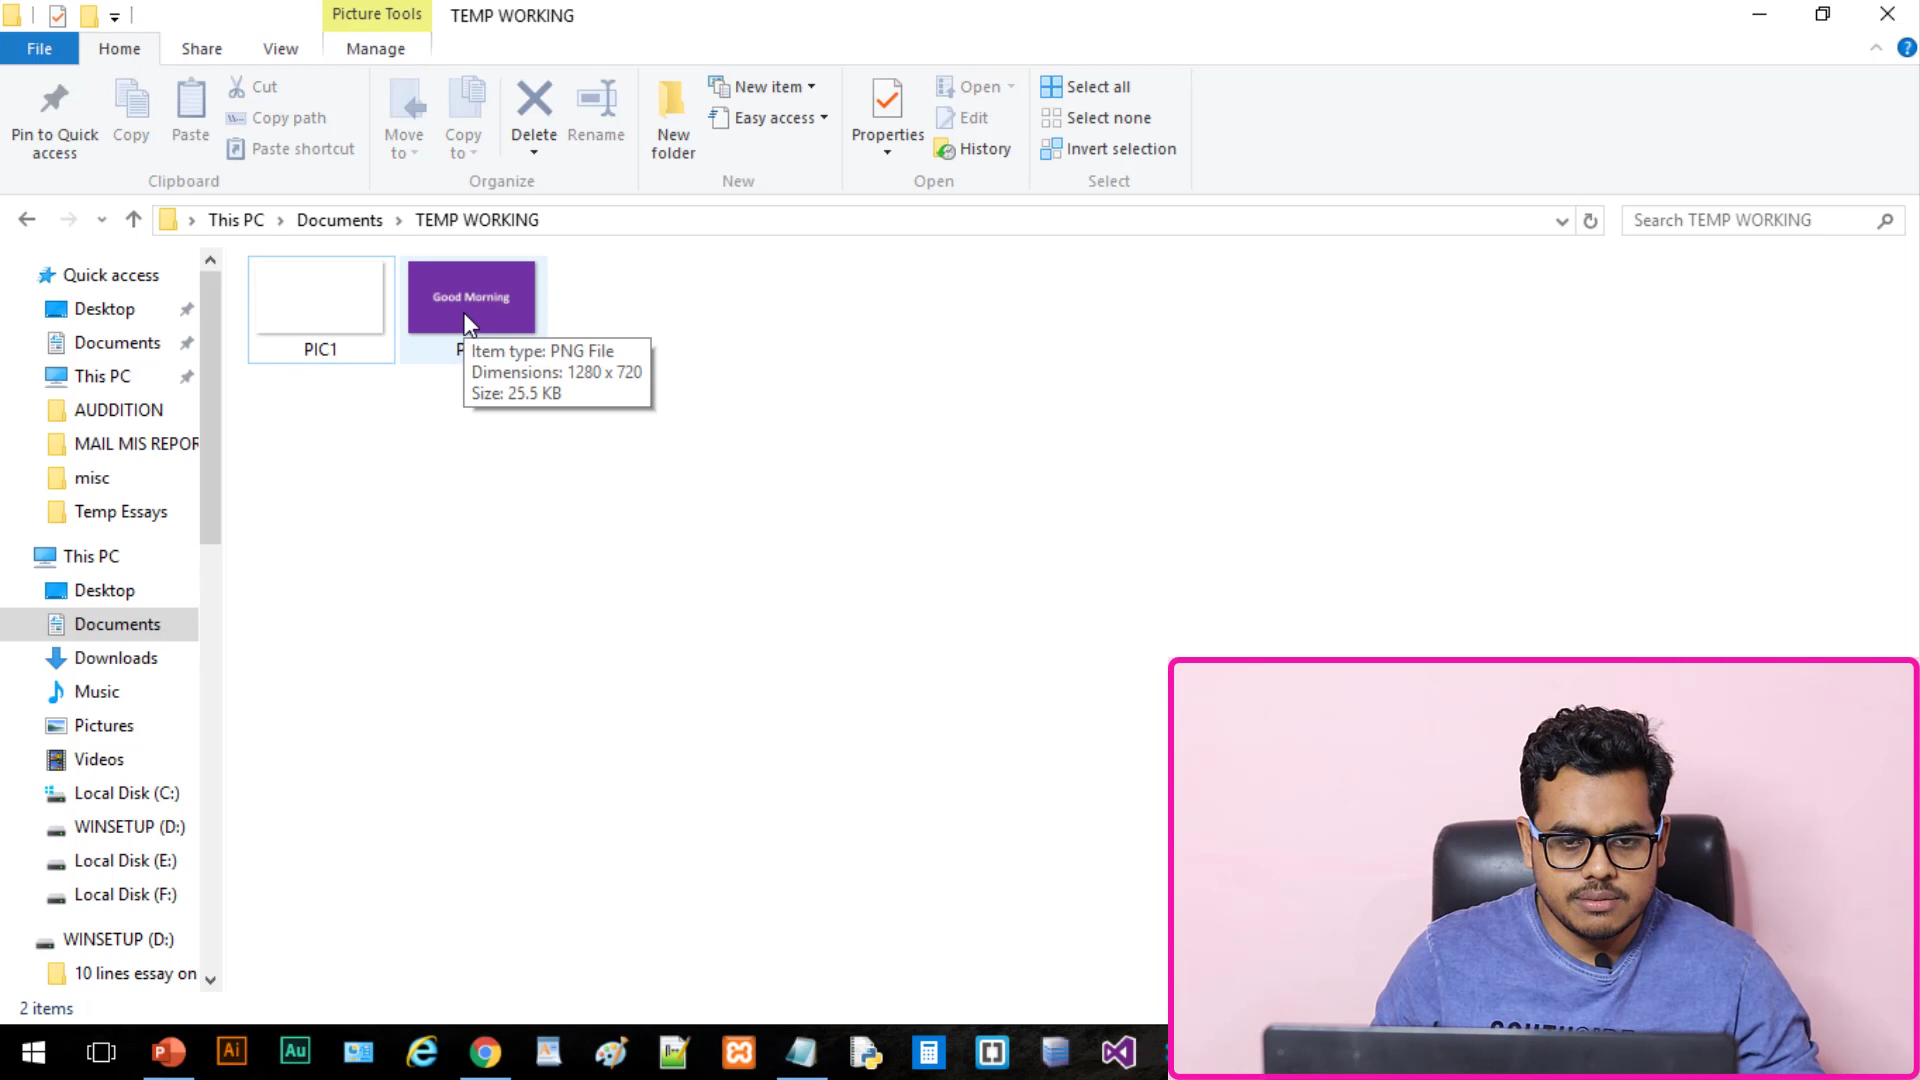 Picture Tools
TEMP WORKING
File
Home
Share
View
Manage
?
Pin to Quick access
Copy
Paste
Cut
Copy path
Paste shortcut
Clipboard
Move to
Copy to
Delete
Rename
Organize
New folder
New item
Easy access
New
Properties
Open
Edit
History
Open
Select all
Select none
Invert selection
Select
This PC
Documents
TEMP WORKING
Search TEMP WORKING
Quick access
Desktop
Documents
This PC
AUDDITION
MAIL MIS REPOR
misc
Temp Essays
This PC
Desktop
Documents
Downloads
Music
Pictures
Videos
Local Disk (C:)
WINSETUP (D:)
Local Disk (E:)
Local Disk (F:)
WINSETUP (D:)
10 lines essay on
Good Morning
PIC1
P
Item type: PNG File
Dimensions: 1280 x 720
Size: 25.5 KB
2 items
Ai
Au